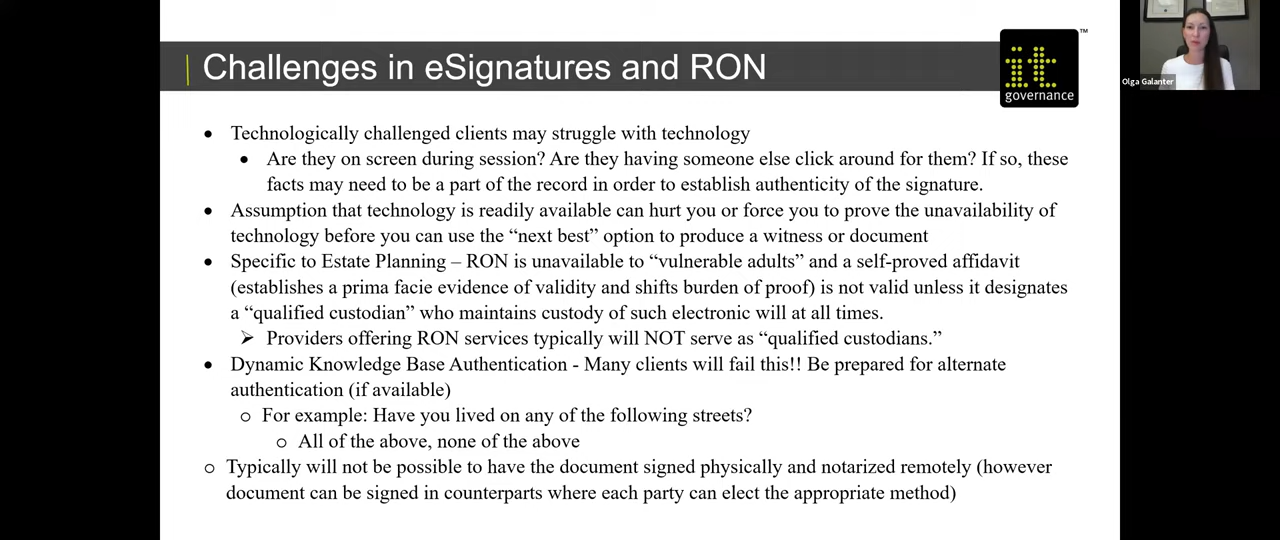 Challenges in eSignatures and RON
it
governance
™
Olga Galanter
• Technologically challenged clients may struggle with technology
• Are they on screen during session? Are they having someone else click around for them? If so, these
facts may need to be a part of the record in order to establish authenticity of the signature.
• Assumption that technology is readily available can hurt you or force you to prove the unavailability of
technology before you can use the “next best” option to produce a witness or document
• Specific to Estate Planning – RON is unavailable to “vulnerable adults” and a self-proved affidavit
(establishes a prima facie evidence of validity and shifts burden of proof) is not valid unless it designates
a “qualified custodian” who maintains custody of such electronic will at all times.
➢ Providers offering RON services typically will NOT serve as “qualified custodians.”
• Dynamic Knowledge Base Authentication - Many clients will fail this!! Be prepared for alternate
authentication (if available)
o For example: Have you lived on any of the following streets?
o All of the above, none of the above
o Typically will not be possible to have the document signed physically and notarized remotely (however
document can be signed in counterparts where each party can elect the appropriate method)